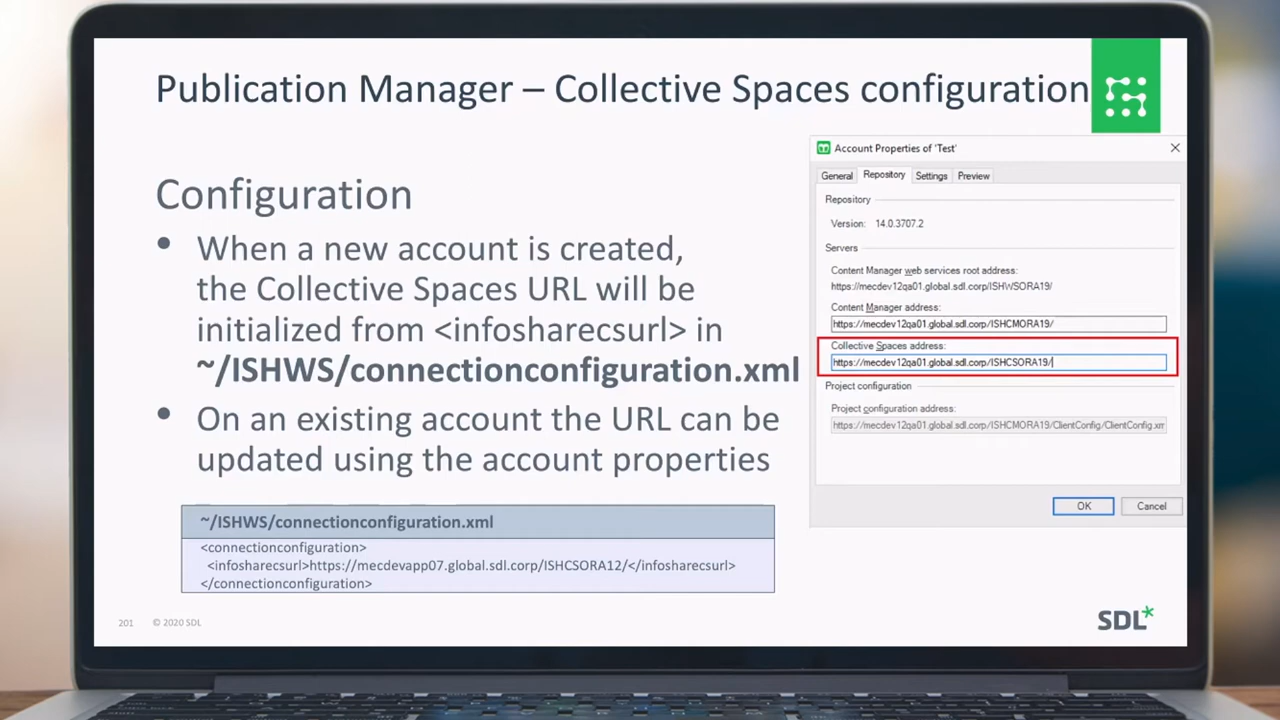 Publication Manager – Collective Spaces configuration
Configuration
• When a new account is created,
the Collective Spaces URL will be
initialized from <infosharecsurl> in
~/ISHWS/connectionconfiguration.xml
• On an existing account the URL can be
updated using the account properties
~/ISHWS/connectionconfiguration.xml
<connectionconfiguration>
<infosharecsurl>https://mecdevapp07.global.sdl.corp/ISHCSORA12/</infosharecsurl>
</connectionconfiguration>
Account Properties of 'Test'
General Repository Settings Preview
Repository
Version: 14.0.3707.2
Servers
Content Manager web services root address:
https://mecdev12qa01.global.sdl.corp/ISHWSORA19/
Content Manager address:
https://mecdev12qa01.global.sdl.corp/ISHCMORA19/
Collective Spaces address:
https://mecdev12qa01.global.sdl.corp/ISHCSORA19/
Project configuration
Project configuration address:
https://mecdev12qa01.global.sdl.corp/ISHCMORA19/ClientConfig/ClientConfig.xm
OK Cancel
201 © 2020 SDL
SDL*